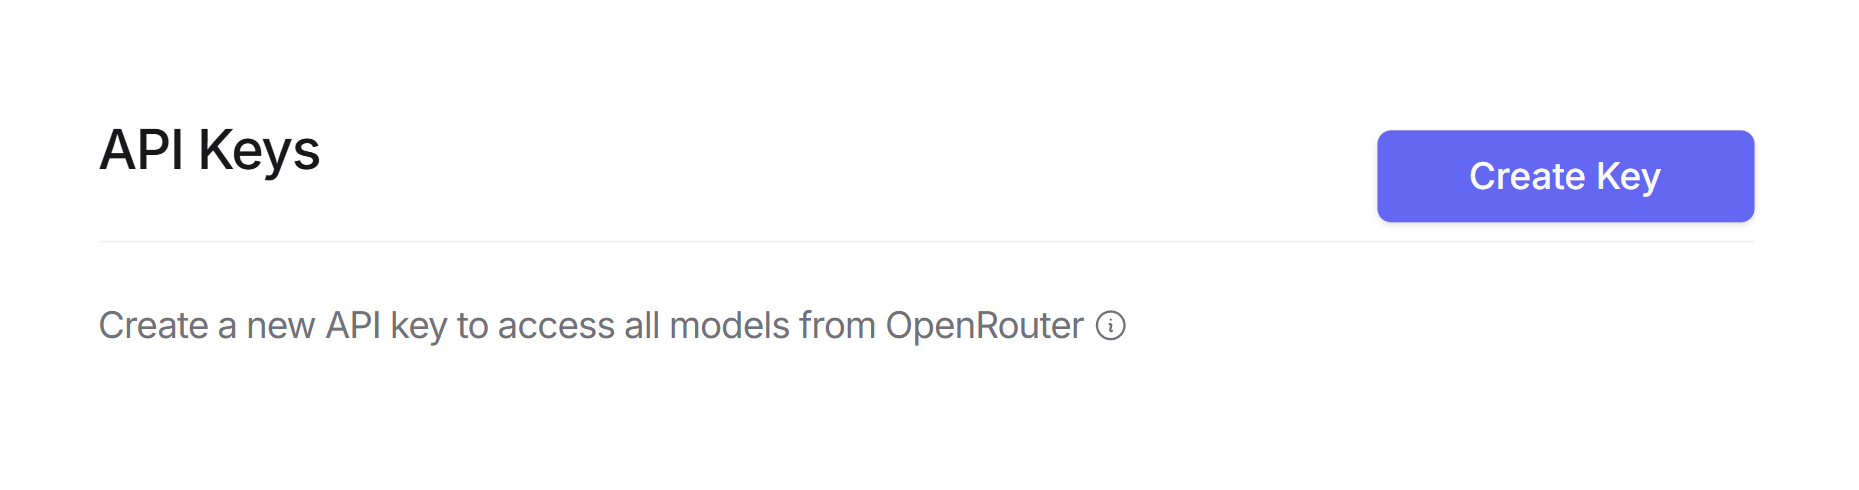 API Keys
Create Key
Create a new API key to access all models from OpenRouter